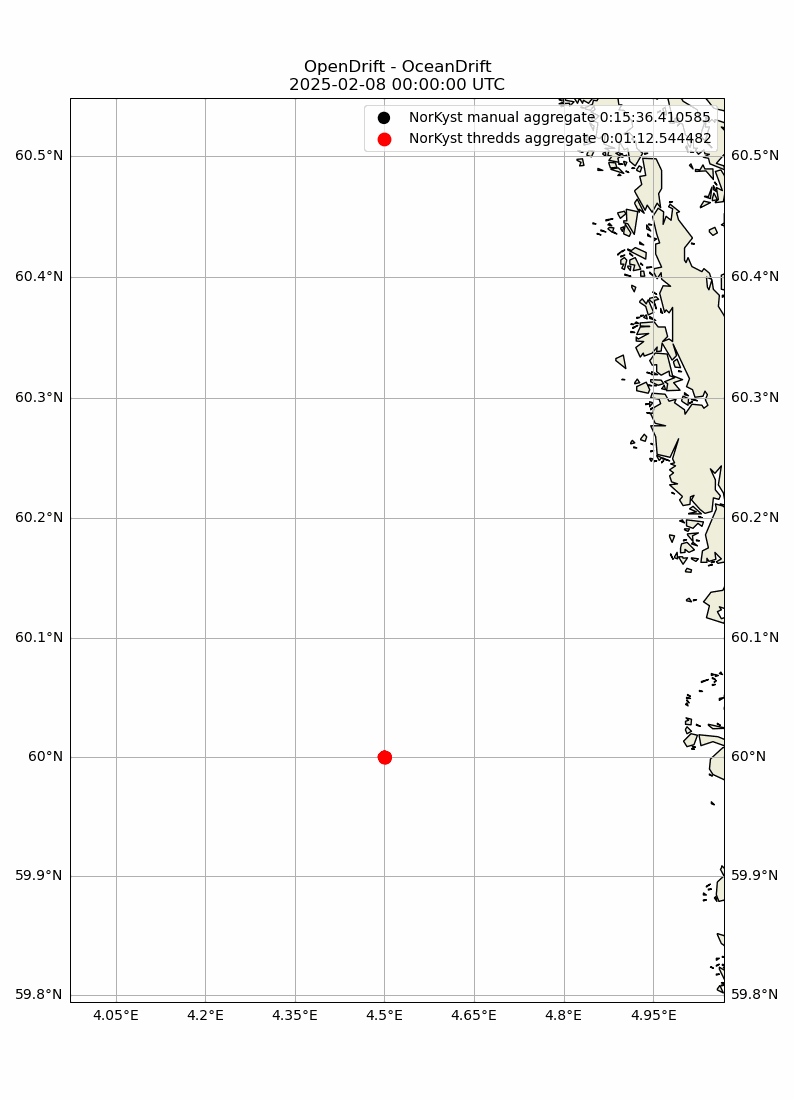 OpenDrift - OceanDrift
2025-02-08 00:00:00 UTC
NorKyst manual aggregate 0:15:36.410585
NorKyst thredds aggregate 0:01:12.544482
60.5°N 60.5°N
60.4°N 60.4°N
60.3°N 60.3°N
60.2°N 60.2°N
60.1°N 60.1°N
60°N 60°N
59.9°N 59.9°N
59.8°N 59.8°N
4.05°E 4.2°E 4.35°E 4.5°E 4.65°E 4.8°E 4.95°E